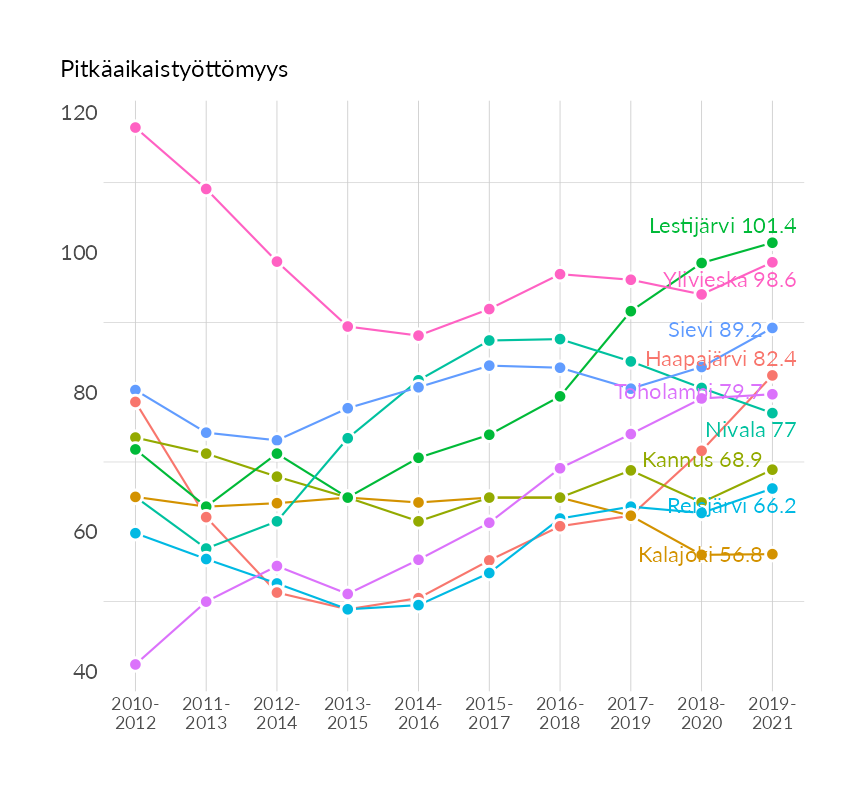 Pitkäaikaistyöttömyys
120
100
80
60
40
Lestijärvi 101.4
Ylivieska 98.6
Sievi 89.2
Haapajärvi 82.4
Toholampi 79.7
Nivala 77
Kannus 68.9
Reisjärvi 66.2
Kalajoki 56.8
2010-
2012
2011-
2013
2012-
2014
2013-
2015
2014-
2016
2015-
2017
2016-
2018
2017-
2019
2018-
2020
2019-
2021